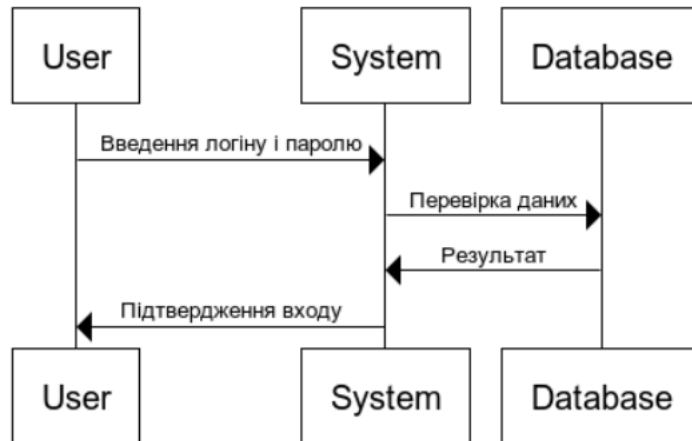 User
System
Database
Введення логіну і паролю
Перевірка даних
Результат
Підтвердження входу
User
System
Database